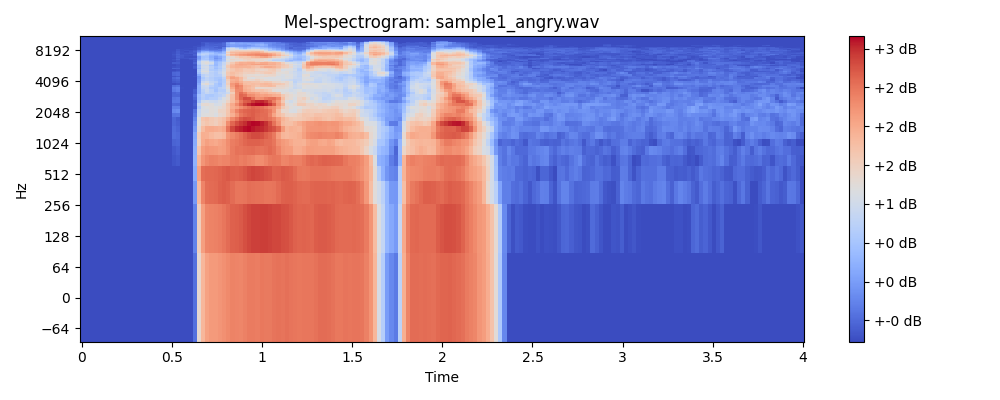 Mel-spectrogram: sample1_angry.wav
8192
4096
2048
1024
512
256
128
64
0
−64
Hz
0 0.5 1 1.5 2 2.5 3 3.5 4
Time
+3 dB
+2 dB
+2 dB
+2 dB
+1 dB
+0 dB
+0 dB
+-0 dB